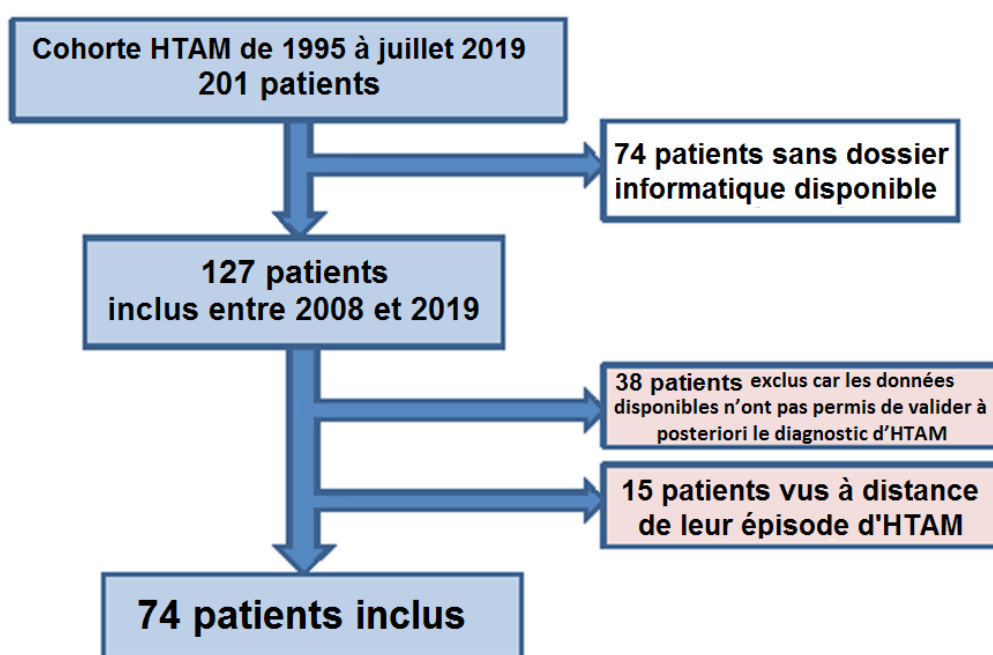 Cohorte HTAM de 1995 à juillet 2019
201 patients
74 patients sans dossier
informatique disponible
127 patients
inclus entre 2008 et 2019
38 patients exclus car les données
disponibles n'ont pas permis de valider à
posteriori le diagnostic d'HTAM
15 patients vus à distance
de leur épisode d'HTAM
74 patients inclus